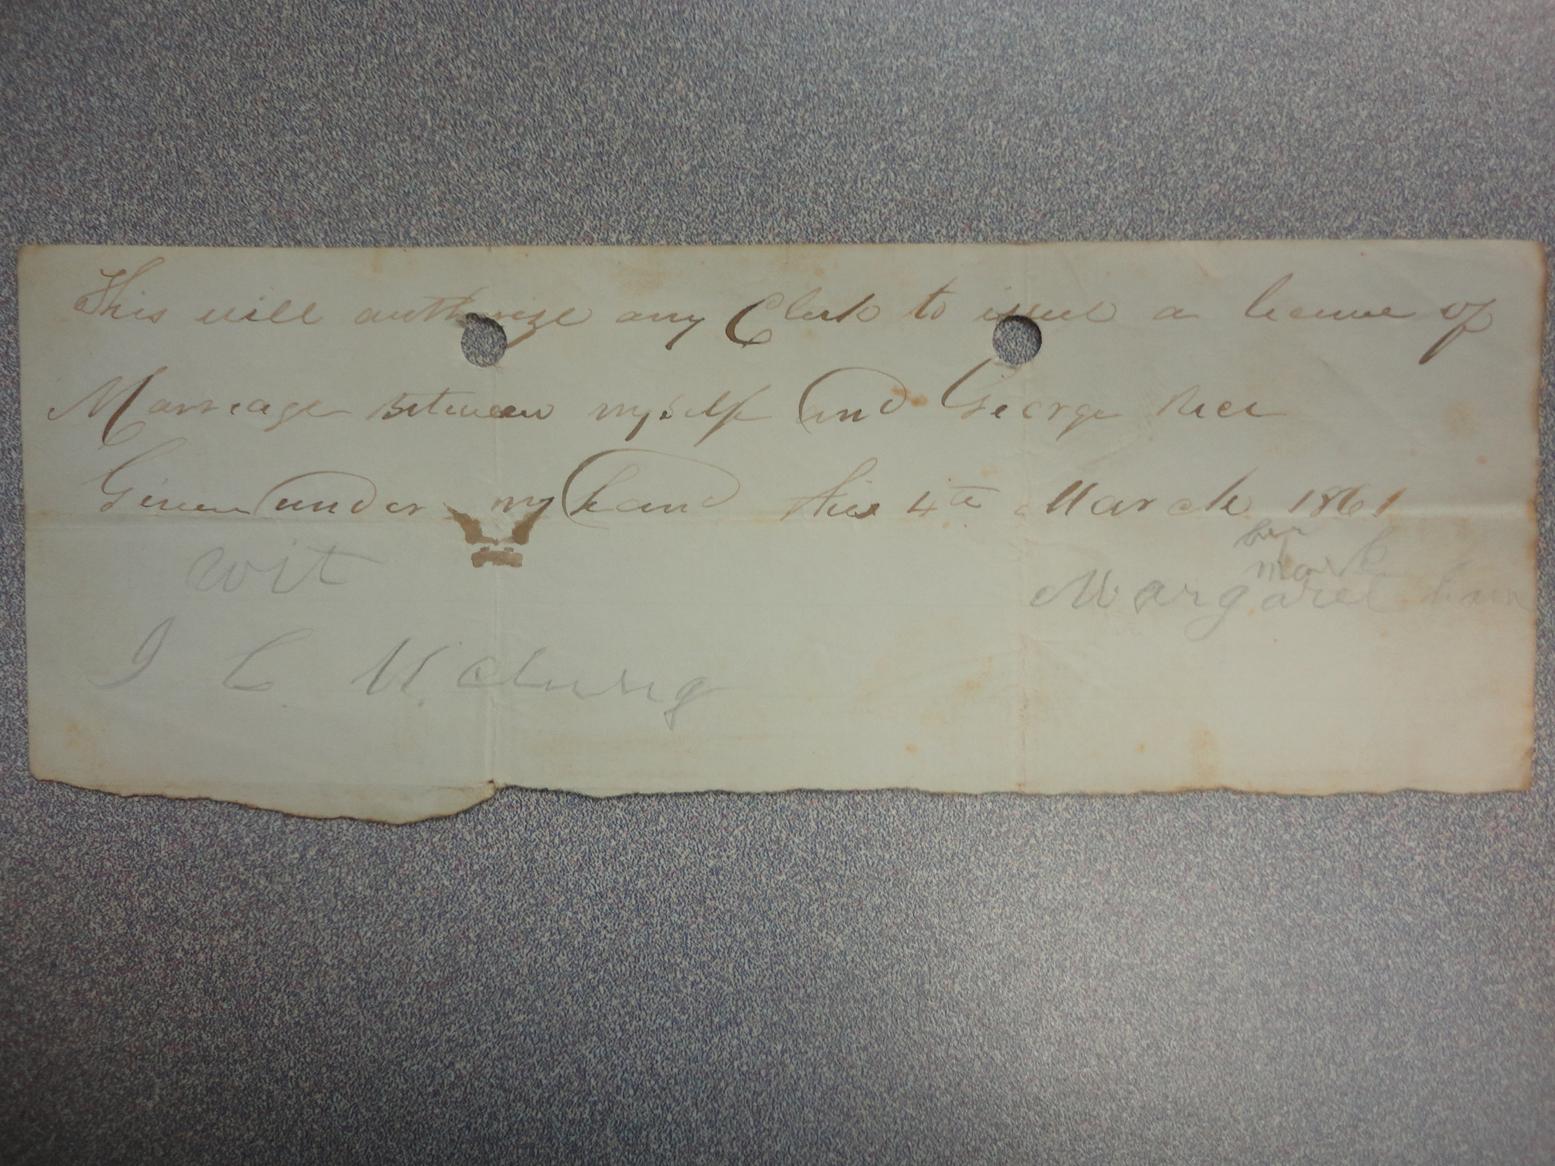 This will authorize any Clerk to issue a license of
Marriage between myself and George Rice
Given under my hand this 4th March 1861
her
mark
wit
Margaret
J C McClung